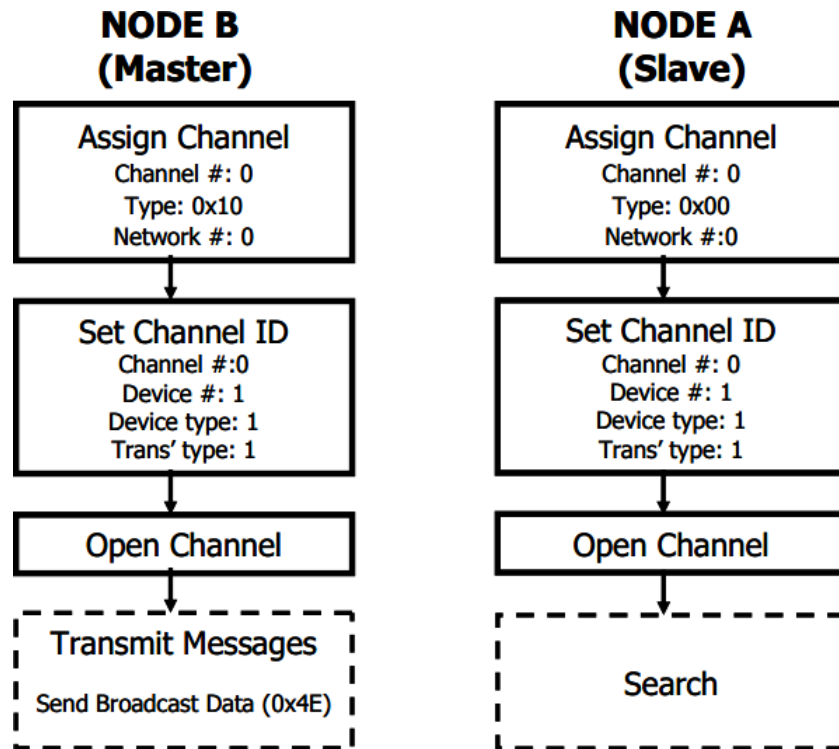 NODE B
(Master)
Assign Channel
Channel #: 0
Type: 0x10
Network #: 0
Set Channel ID
Channel #:0
Device #: 1
Device type: 1
Trans’ type: 1
Open Channel
Transmit Messages
Send Broadcast Data (0x4E)
NODE A
(Slave)
Assign Channel
Channel #: 0
Type: 0x00
Network #:0
Set Channel ID
Channel #: 0
Device #: 1
Device type: 1
Trans’ type: 1
Open Channel
Search